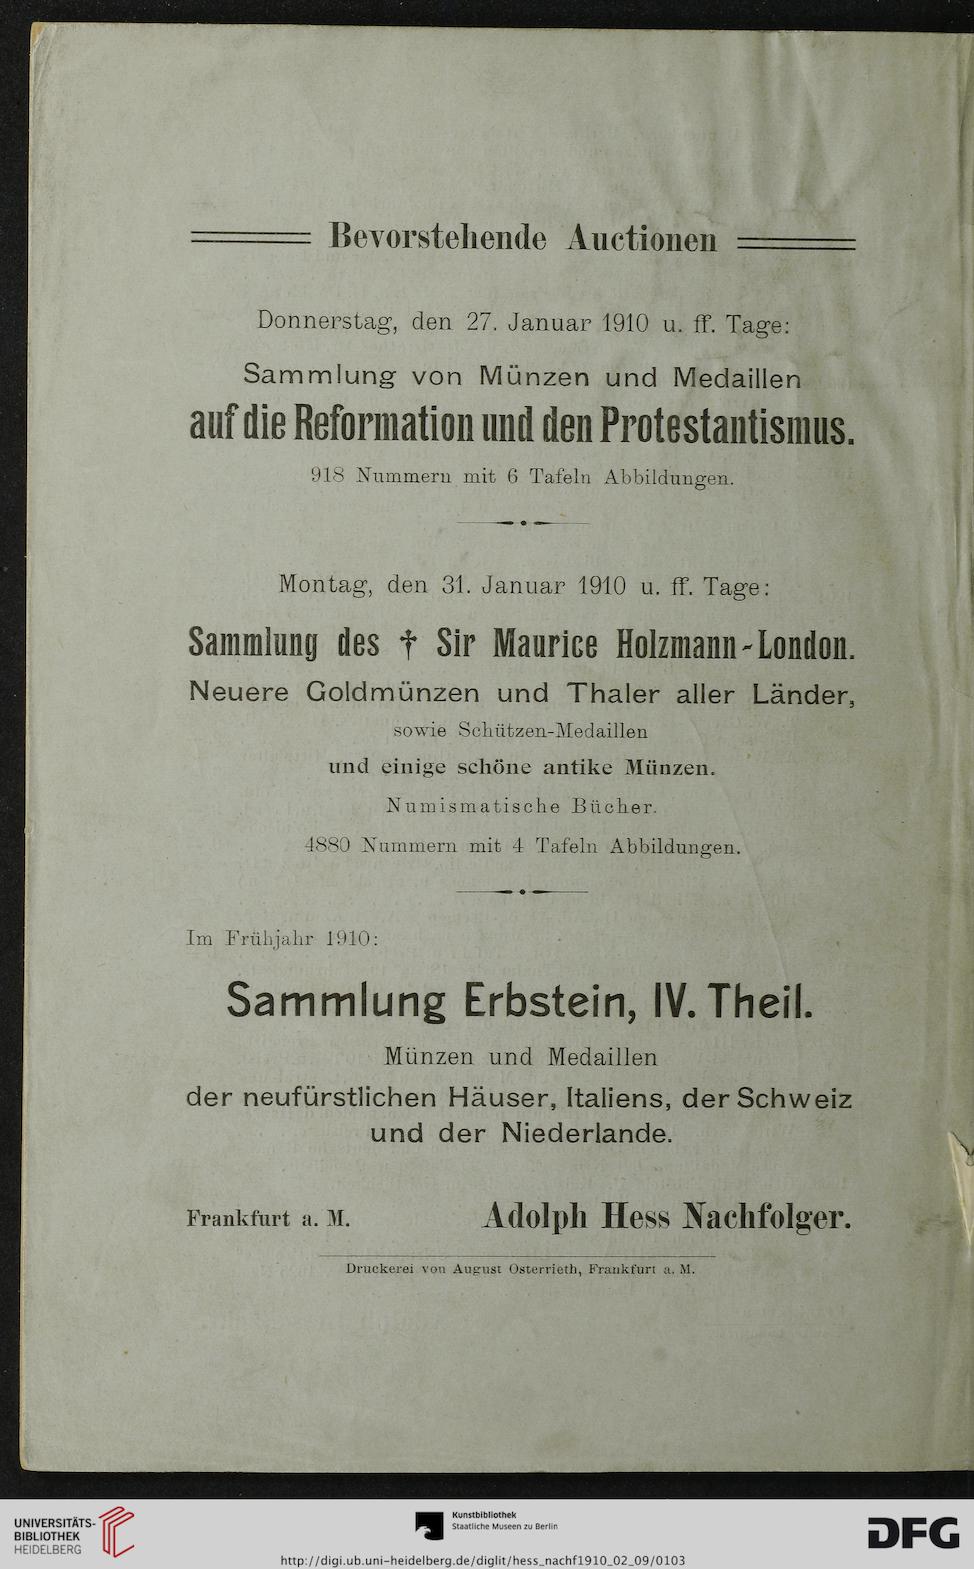 Bevorstehende Auctionen
Donnerstag, den 27. Januar 1910 u. ff. Tage:
Sammlung von Münzen und Medaillen
auf die Reformation und den Protestantismus.
918 Nummern mit 6 Tafeln Abbildungen.
Montag, den 31. Januar 1910 u. ff. Tage:
Sammlung des † Sir Maurice Holzmann-London.
Neuere Goldmünzen und Thaler aller Länder,
sowie Schützen-Medaillen
und einige schöne antike Münzen.
Numismatische Bücher.
4880 Nummern mit 4 Tafeln Abbildungen.
Im Frühjahr 1910:
Sammlung Erbstein, IV. Theil.
Münzen und Medaillen
der neufürstlichen Häuser, Italiens, der Schweiz
und der Niederlande.
Frankfurt a. M. Adolph Hess Nachfolger.
Druckerei von August Osterrieth, Frankfurt a. M.
UNIVERSITÄTS-
BIBLIOTHEK
HEIDELBERG
Kunstbibliothek
Staatliche Museen zu Berlin
DFG
http://digi.ub.uni-heidelberg.de/diglit/hess_nachf1910_02_09/0103